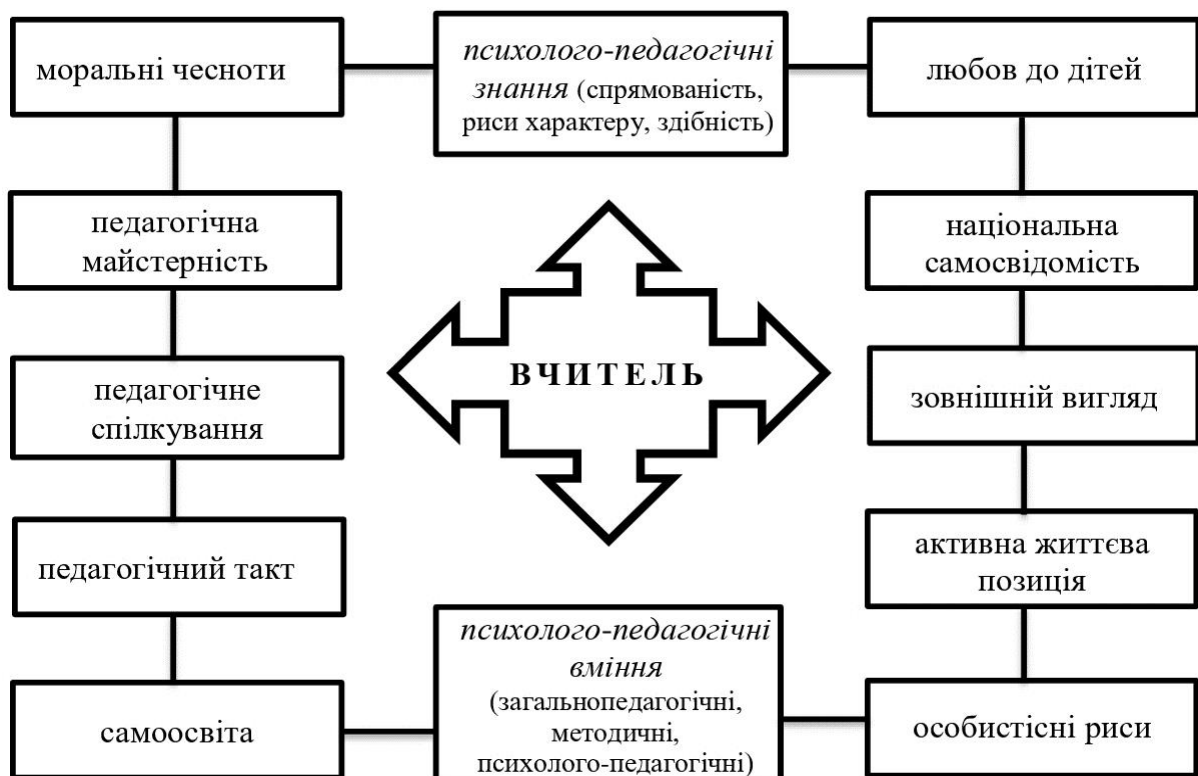 моральні чесноти
психолого-педагогічні
знання (спрямованість,
риси характеру, здібність)
любов до дітей
педагогічна
майстерність
національна
самосвідомість
педагогічне
спілкування
ВЧИТЕЛЬ
зовнішній вигляд
педагогічний такт
активна життєва
позиція
самоосвіта
психолого-педагогічні
вміння
(загальнопедагогічні,
методичні,
психолого-педагогічні)
особистісні риси